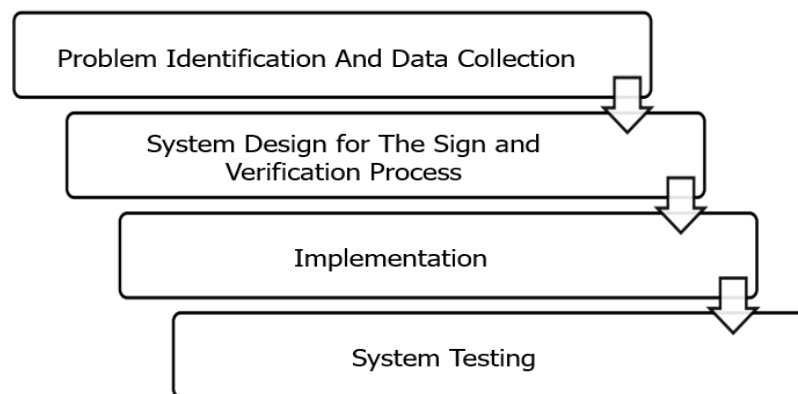 Problem Identification And Data Collection
System Design for The Sign and
Verification Process
Implementation
System Testing